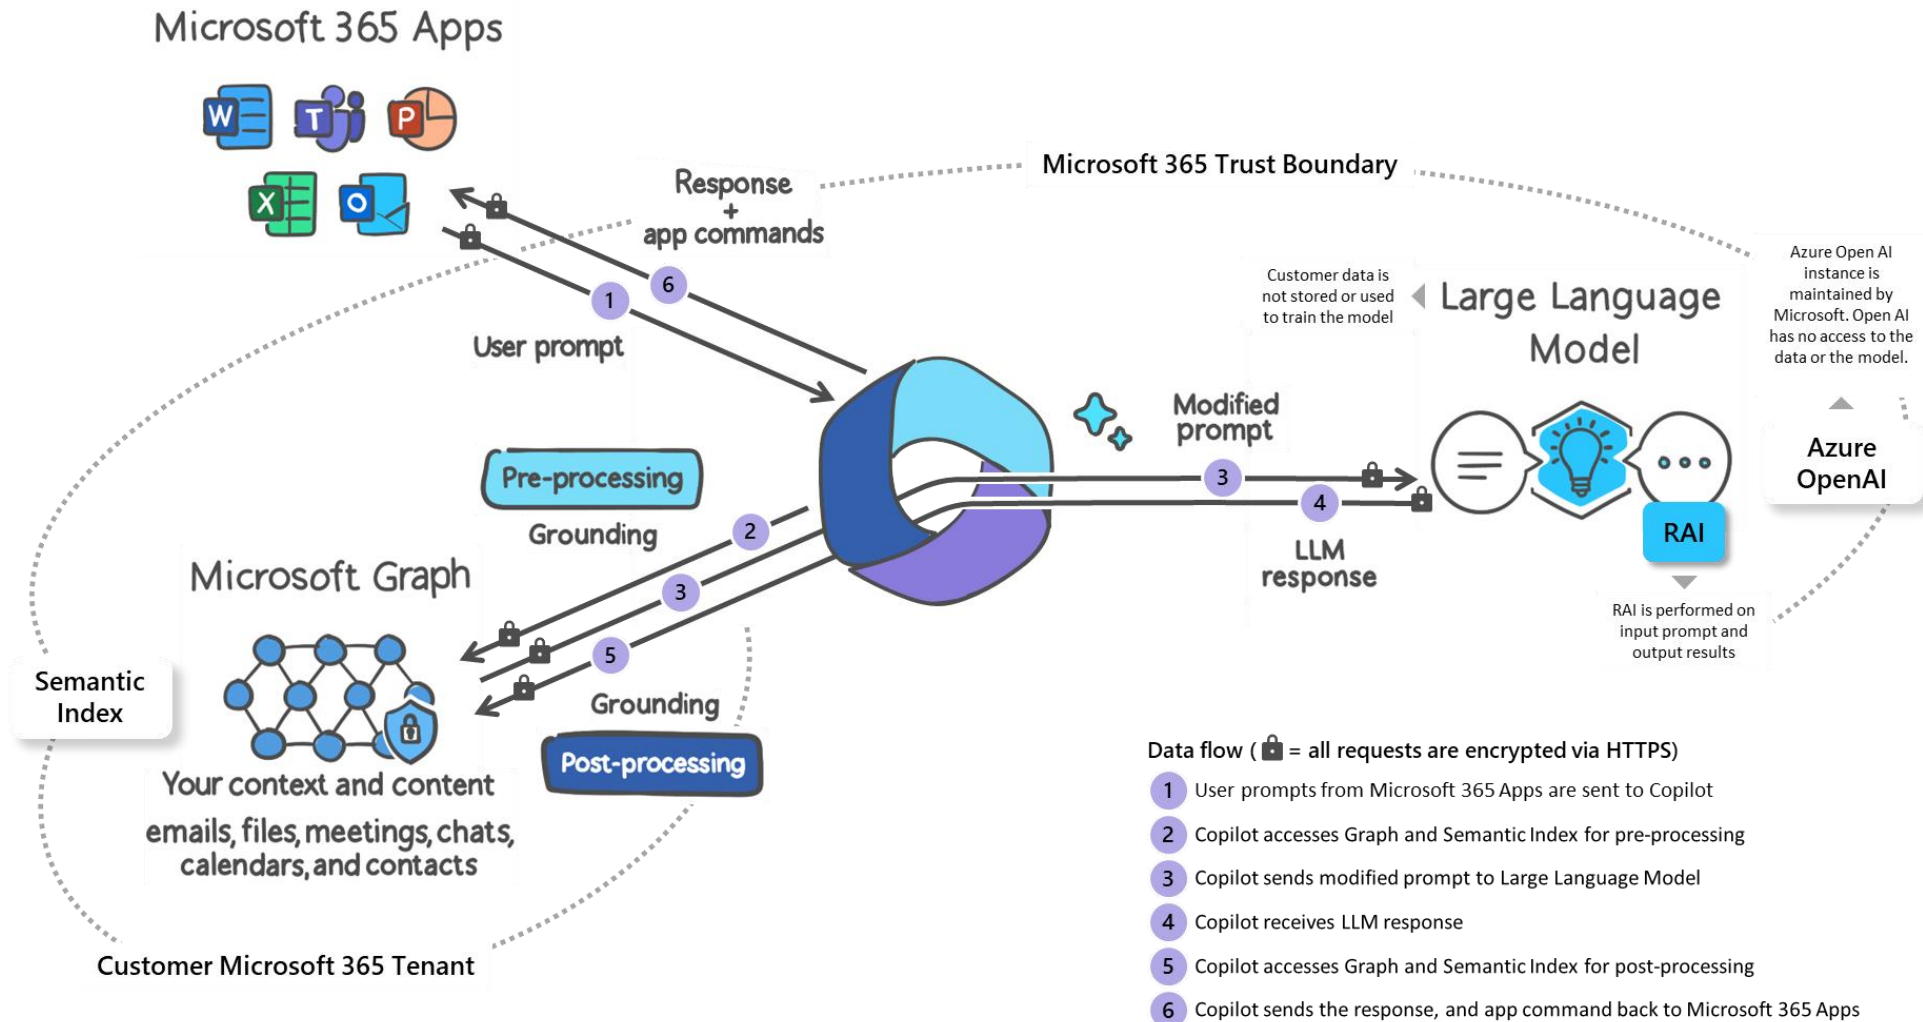 Microsoft 365 Apps
W
T
P
X
O
Response
+
app commands
Microsoft 365 Trust Boundary
6
1
User prompt
Customer data is
not stored or used
to train the model
Large Language
Model
Azure Open AI
instance is
maintained by
Microsoft. Open AI
has no access to the
data or the model.
Azure
OpenAI
Modified
prompt
3
4
LLM
response
RAI
RAI is performed on
input prompt and
output results
Pre-processing
Grounding
2
3
5
Microsoft Graph
Semantic
Index
Grounding
Post-processing
Your context and content
emails, files, meetings, chats,
calendars, and contacts
Customer Microsoft 365 Tenant
Data flow ( = all requests are encrypted via HTTPS)
1 User prompts from Microsoft 365 Apps are sent to Copilot
2 Copilot accesses Graph and Semantic Index for pre-processing
3 Copilot sends modified prompt to Large Language Model
4 Copilot receives LLM response
5 Copilot accesses Graph and Semantic Index for post-processing
6 Copilot sends the response, and app command back to Microsoft 365 Apps